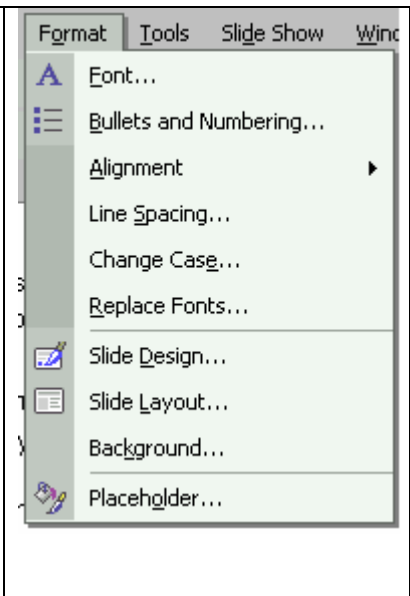 Format Tools Slide Show Wind
Font...
Bullets and Numbering...
Alignment
Line Spacing...
Change Case...
Replace Fonts...
Slide Design...
Slide Layout...
Background...
Placeholder...